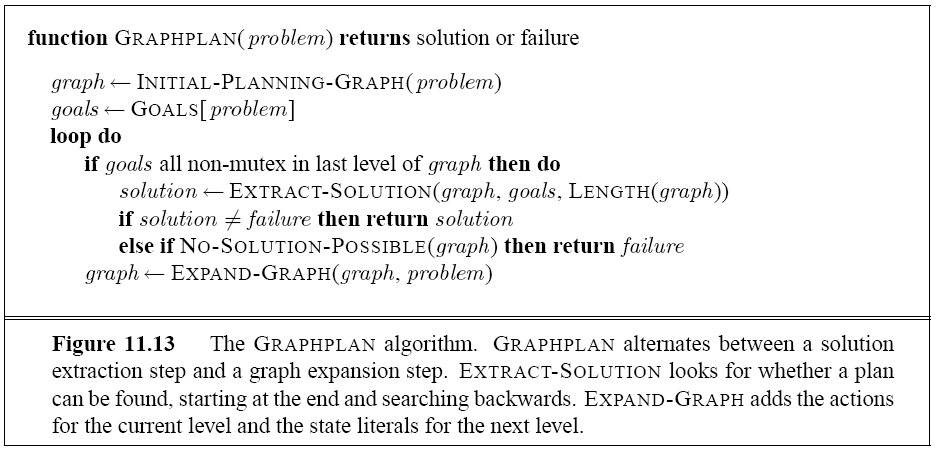 function GRAPHPLAN(problem) returns solution or failure
graph ← INITIAL-PLANNING-GRAPH(problem)
goals ← GOALS[problem]
loop do
if goals all non-mutex in last level of graph then do
solution ← EXTRACT-SOLUTION(graph, goals, LENGTH(graph))
if solution ≠ failure then return solution
else if NO-SOLUTION-POSSIBLE(graph) then return failure
graph ← EXPAND-GRAPH(graph, problem)
Figure 11.13 The GRAPHPLAN algorithm. GRAPHPLAN alternates between a solution
extraction step and a graph expansion step. EXTRACT-SOLUTION looks for whether a plan
can be found, starting at the end and searching backwards. EXPAND-GRAPH adds the actions
for the current level and the state literals for the next level.